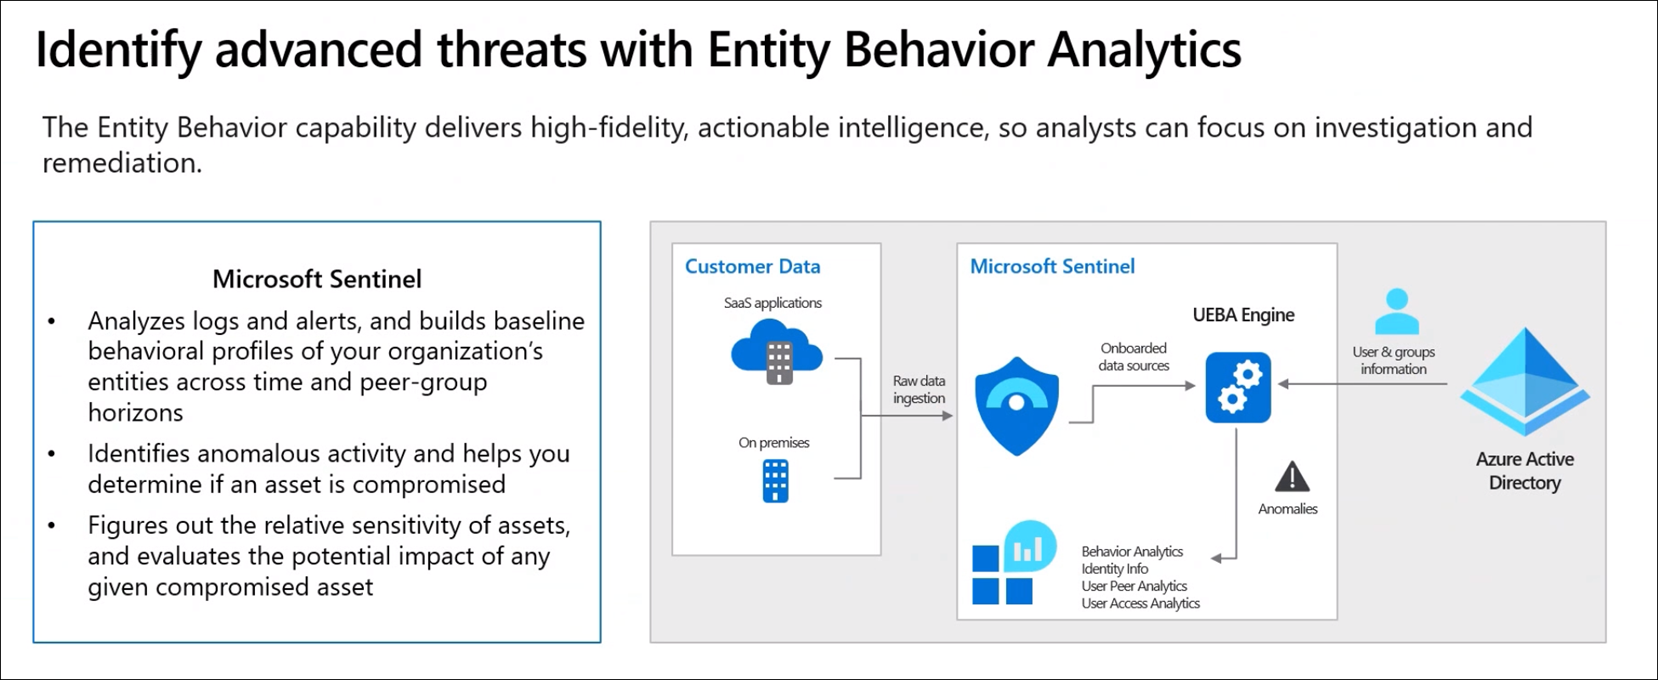 Identify advanced threats with Entity Behavior Analytics
The Entity Behavior capability delivers high-fidelity, actionable intelligence, so analysts can focus on investigation and
remediation.
Microsoft Sentinel
• Analyzes logs and alerts, and builds baseline
behavioral profiles of your organization's
entities across time and peer-group
horizons
• Identifies anomalous activity and helps you
determine if an asset is compromised
• Figures out the relative sensitivity of assets,
and evaluates the potential impact of any
given compromised asset
Customer Data
SaaS applications
On premises
Raw data
ingestion
Microsoft Sentinel
UEBA Engine
Onboarded
data sources
Anomalies
Behavior Analytics
Identity Info
User Peer Analytics
User Access Analytics
User & groups
information
Azure Active
Directory